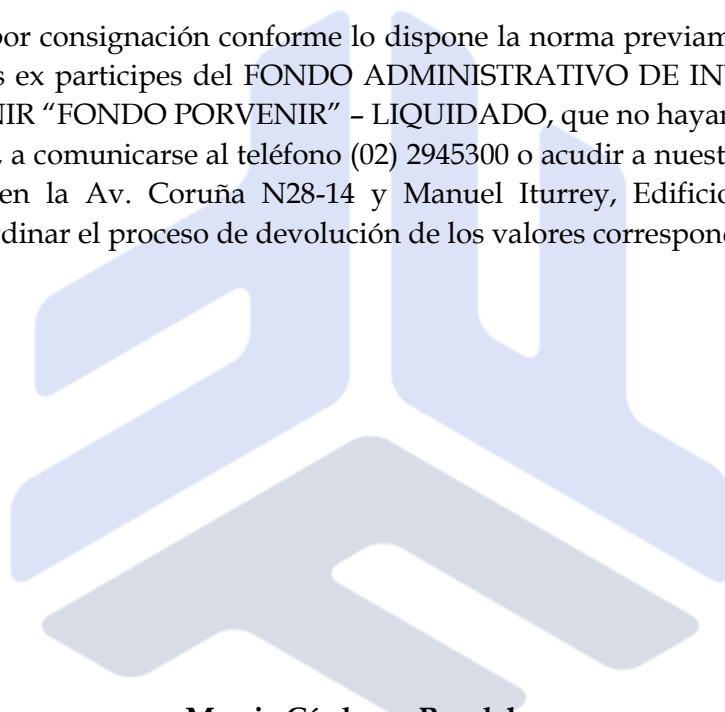 por consignación conforme lo dispone la norma previam
s ex participes del FONDO ADMINISTRATIVO DE IN
NIR “FONDO PORVENIR” – LIQUIDADO, que no hayan
, a comunicarse al teléfono (02) 2945300 o acudir a nuest
en la Av. Coruña N28-14 y Manuel Iturrey, Edificio
dinar el proceso de devolución de los valores correspon